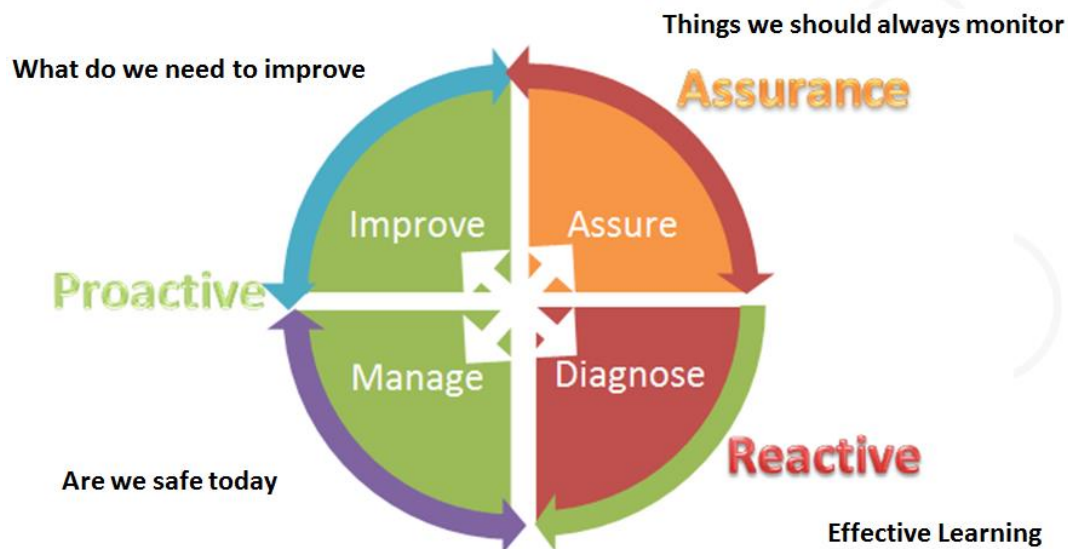 Things we should always monitor
What do we need to improve
Assurance
Improve
Assure
Proactive
Manage
Diagnose
Reactive
Are we safe today
Effective Learning